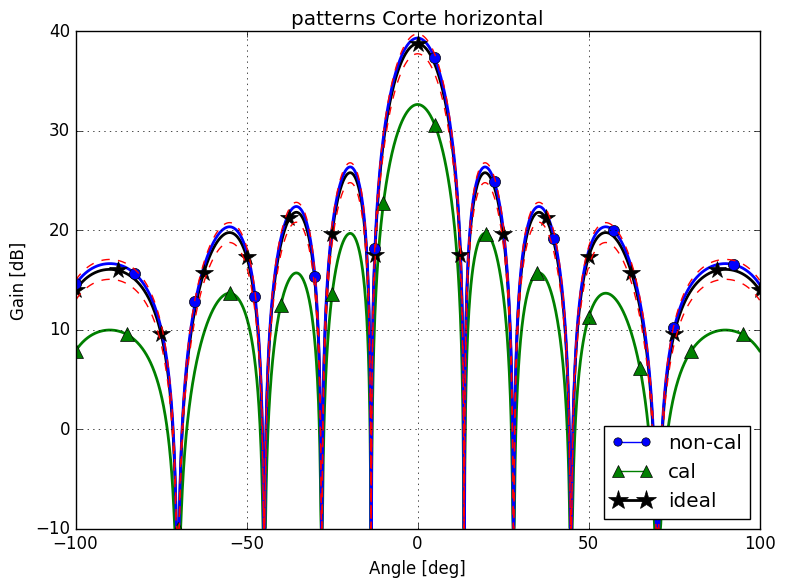 patterns Corte horizontal
40
30
20
10
0
−10
Gain [dB]
−100
−50
0
50
100
Angle [deg]
non-cal
cal
ideal